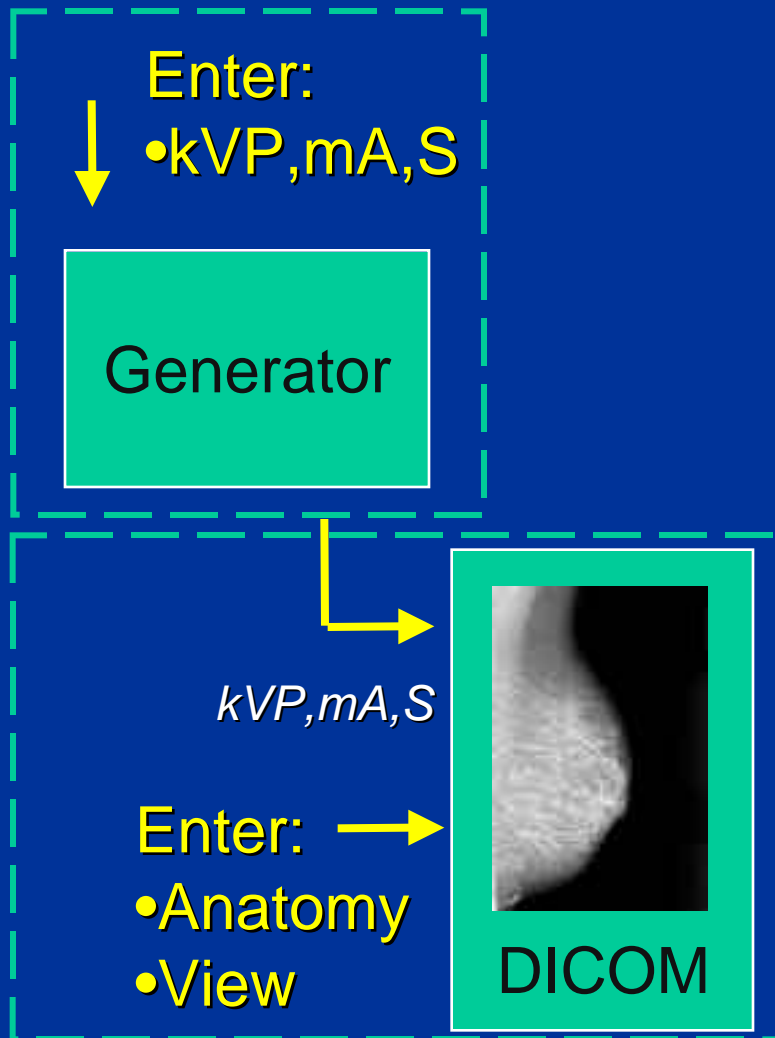 Enter:
•kVP,mA,S
Generator
kVP,mA,S
Enter:
•Anatomy
•View
DICOM